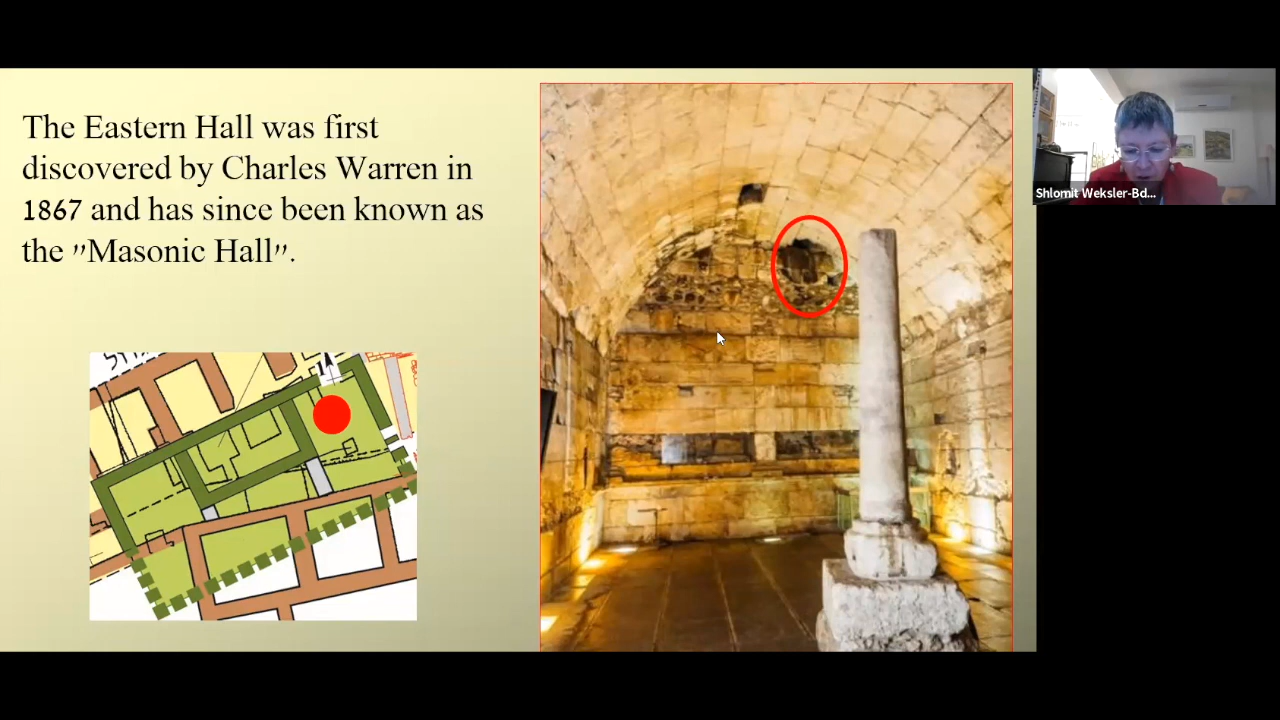 The Eastern Hall was first
discovered by Charles Warren in
1867 and has since been known as
the "Masonic Hall".
1A
Shlomit Weksler-Bd...